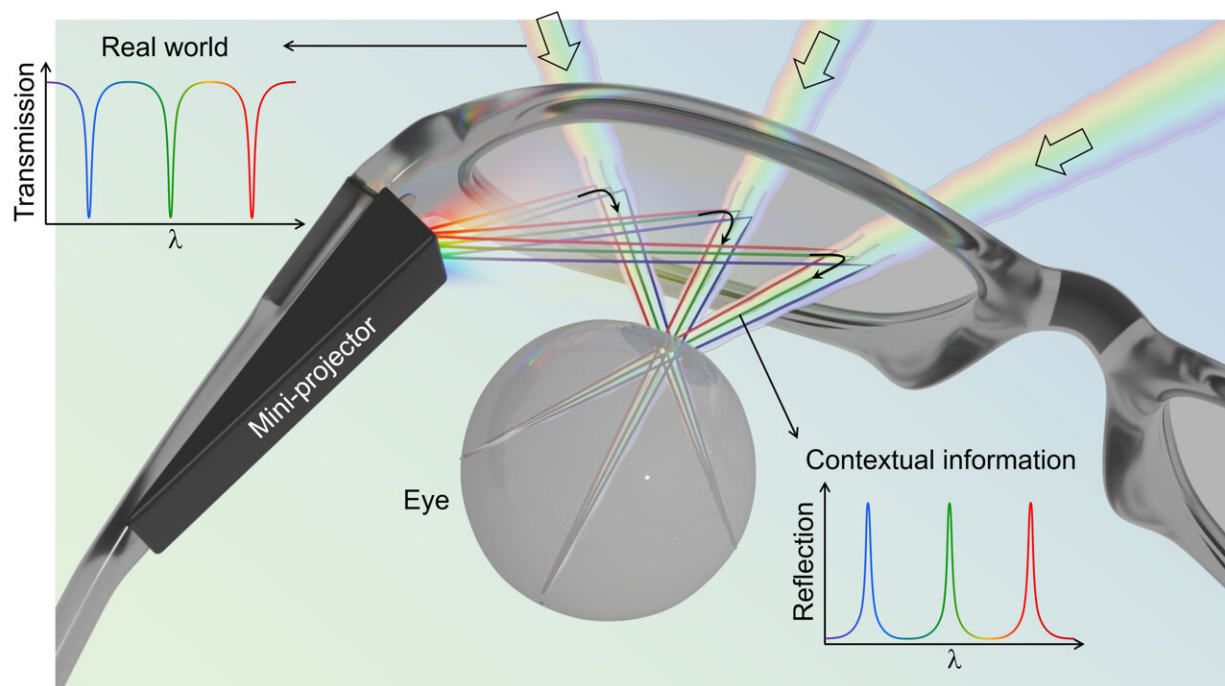 Real world
Transmission
λ
Mini-projector
Eye
Contextual information
Reflection
λ